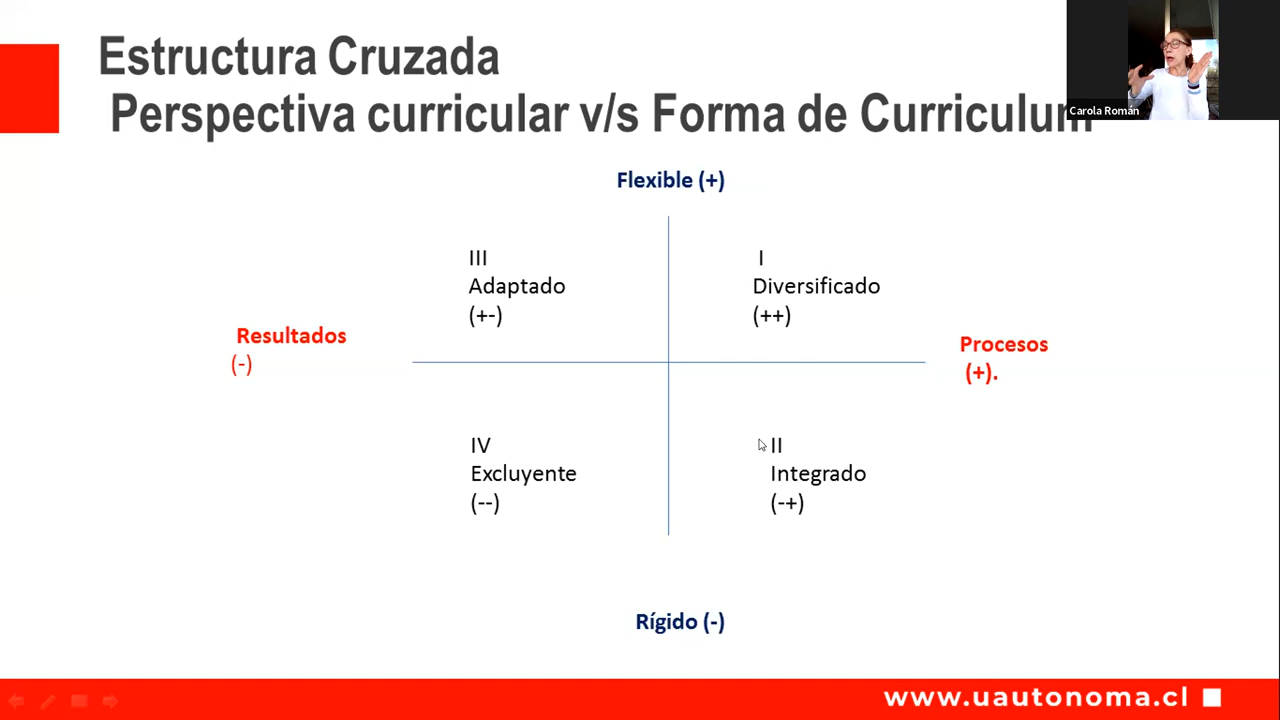 Estructura Cruzada
Perspectiva curricular v/s Forma de Curriculum
Carola Román
Flexible (+)
III
Adaptado
(+-)
I
Diversificado
(++)
Resultados
(-)
Procesos
(+).
IV
Excluyente
(--)
II
Integrado
(-+)
Rígido (-)
www.uautonoma.cl